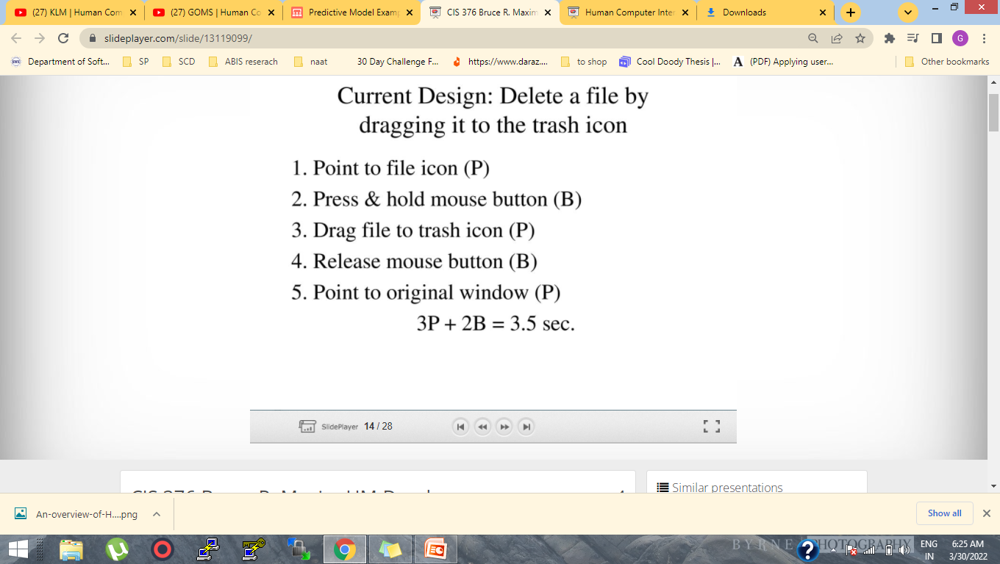 (27) KLM | Human Com
(27) GOMS | Human Co
Predictive Model Examp
CIS 376 Bruce R. Maxim
Human Computer Inter
Downloads
slideplayer.com/slide/13119099/
G
Department of Soft...
SP
SCD
ABIS reserach
naat
30 Day Challenge F...
https://www.daraz....
to shop
Cool Doody Thesis |...
A
(PDF) Applying user...
Other bookmarks
Current Design: Delete a file by
dragging it to the trash icon
1. Point to file icon (P)
2. Press & hold mouse button (B)
3. Drag file to trash icon (P)
4. Release mouse button (B)
5. Point to original window (P)
3P + 2B = 3.5 sec.
SlidePlayer 14 / 28
Similar presentations
An-overview-of-H....png
Show all
BYRNE PHOTOGRAPHY
ENG
IN
6:25 AM
3/30/2022